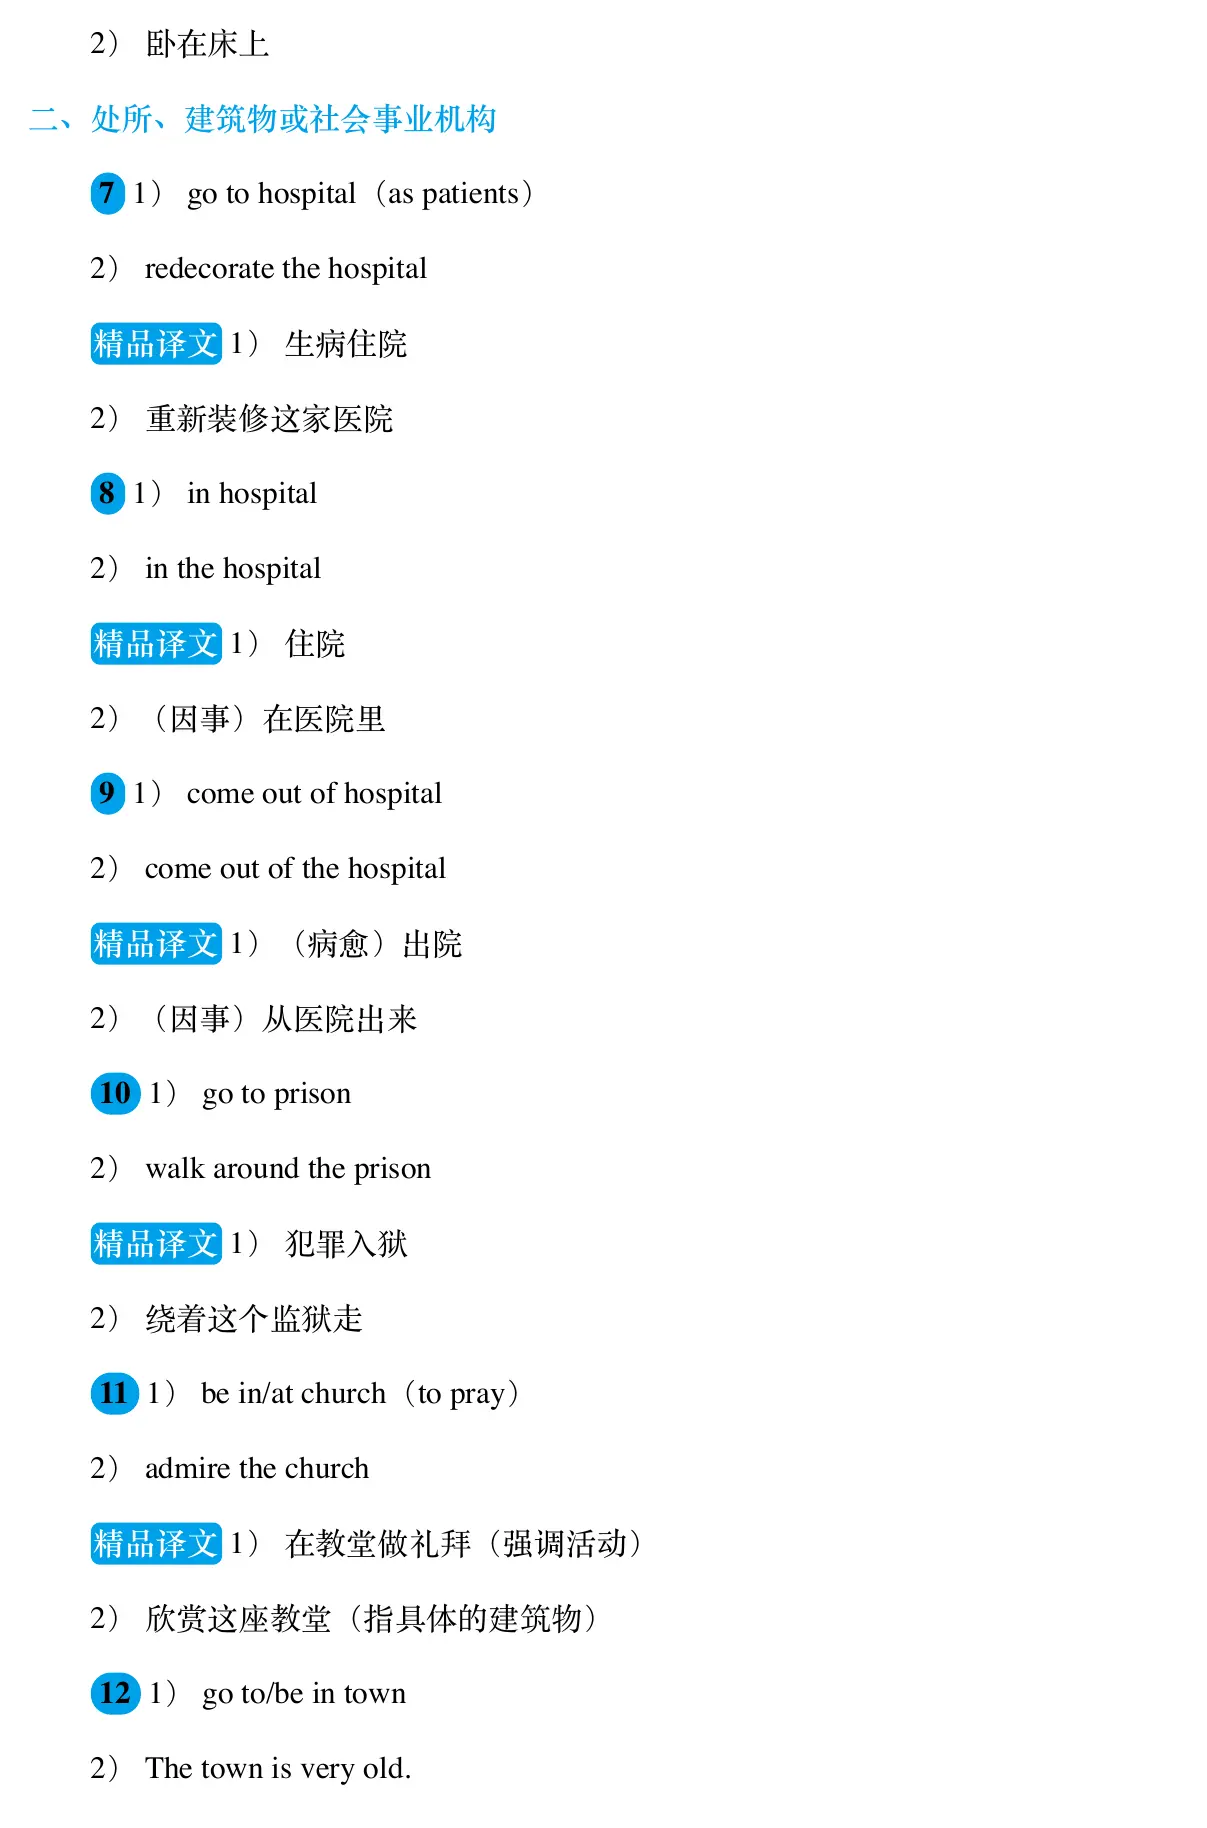 2） 卧在床上
二、处所、建筑物或社会事业机构
7 1） go to hospital（as patients）
2） redecorate the hospital
精品译文 1） 生病住院
2） 重新装修这家医院
8 1） in hospital
2） in the hospital
精品译文 1） 住院
2）（因事）在医院里
9 1） come out of hospital
2） come out of the hospital
精品译文 1）（病愈）出院
2）（因事）从医院出来
10 1） go to prison
2） walk around the prison
精品译文 1） 犯罪入狱
2） 绕着这个监狱走
11 1） be in/at church（to pray）
2） admire the church
精品译文 1） 在教堂做礼拜（强调活动）
2） 欣赏这座教堂（指具体的建筑物）
12 1） go to/be in town
2） The town is very old.